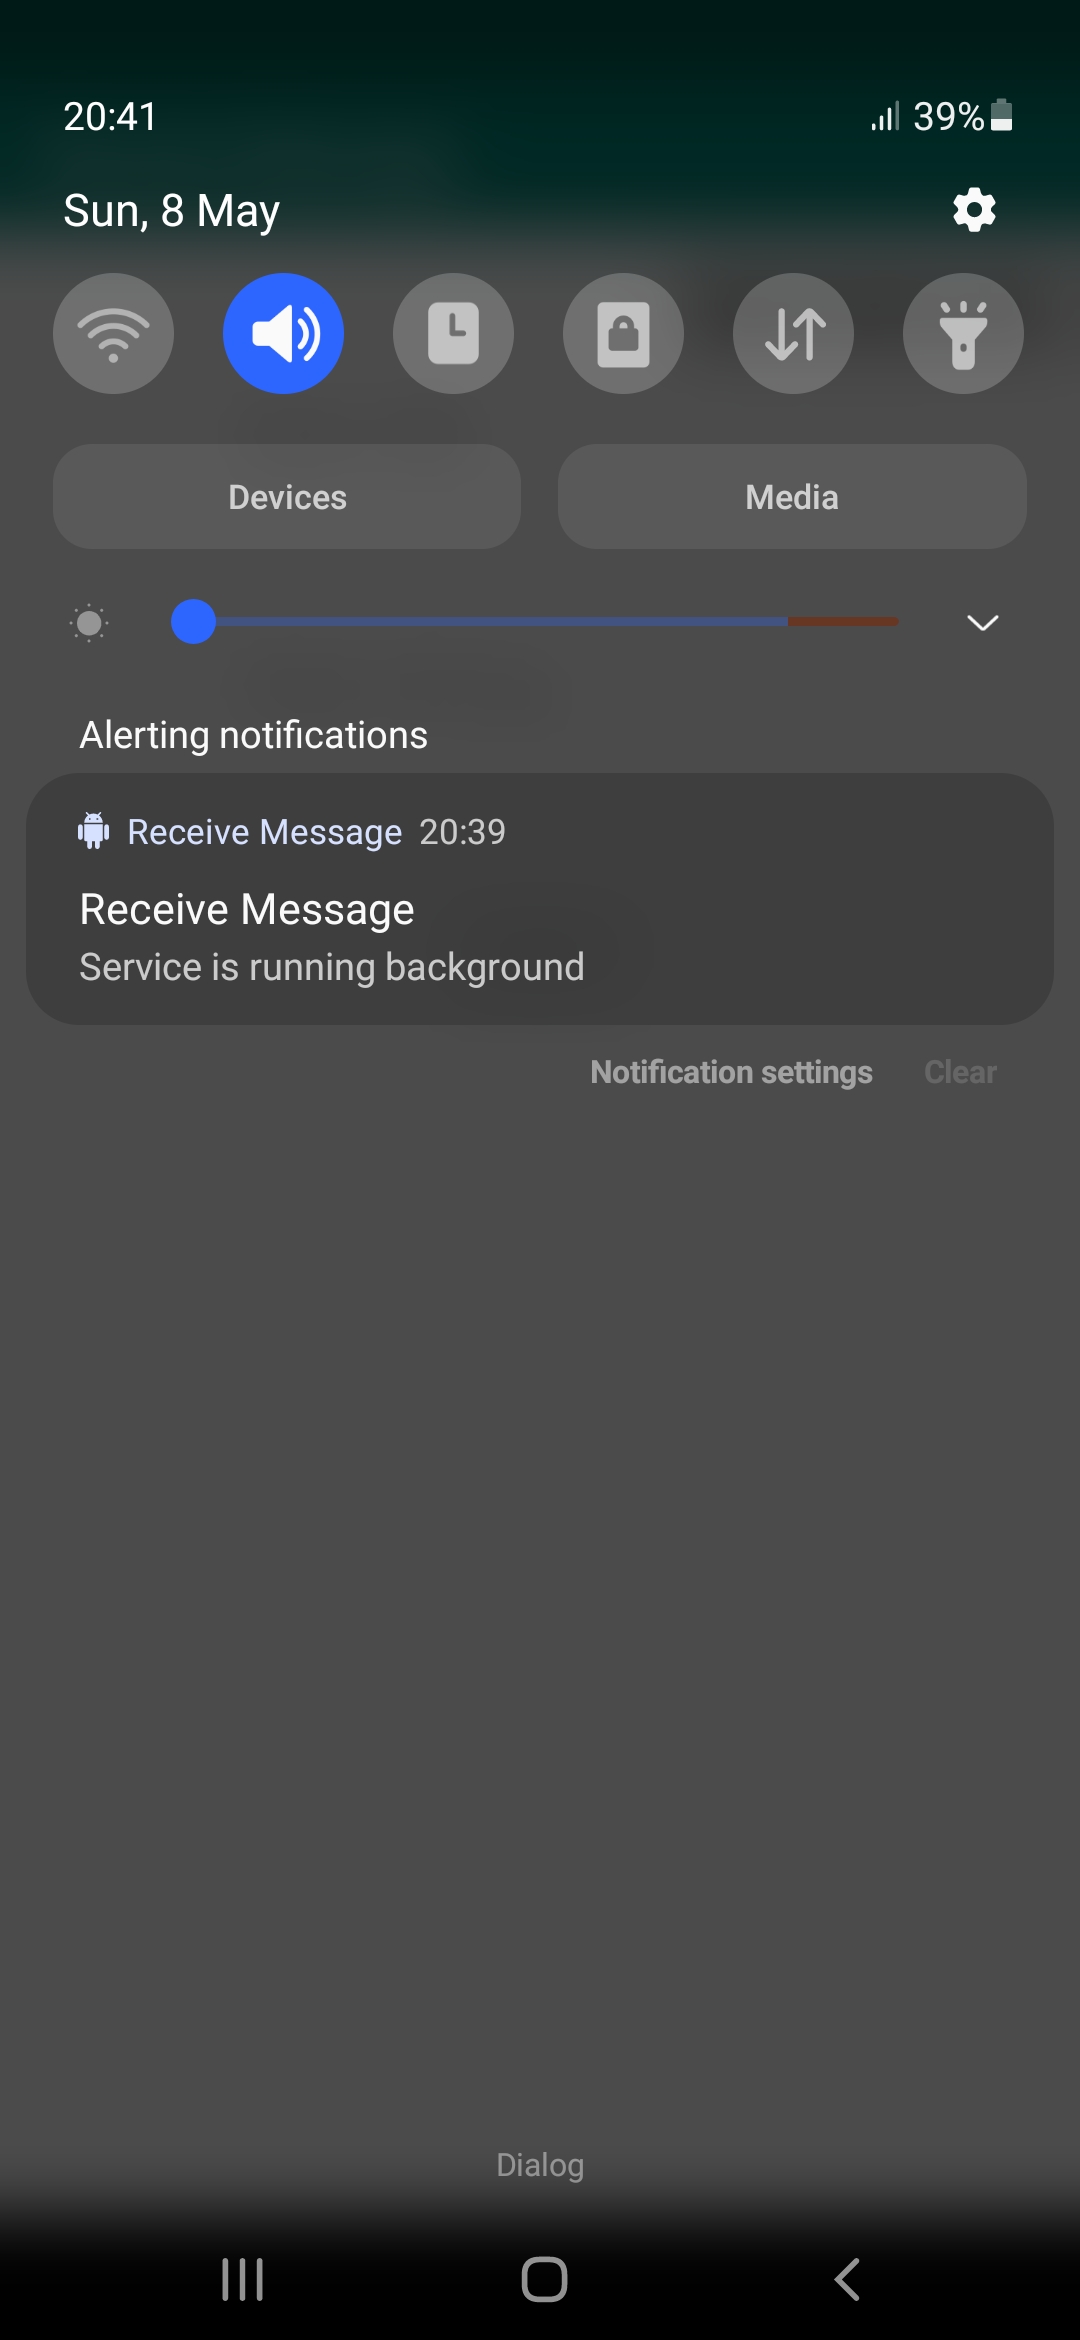 20:41 39%
Sun, 8 May
Devices Media
Alerting notifications
Receive Message 20:39
Receive Message
Service is running background
Notification settings Clear
Dialog